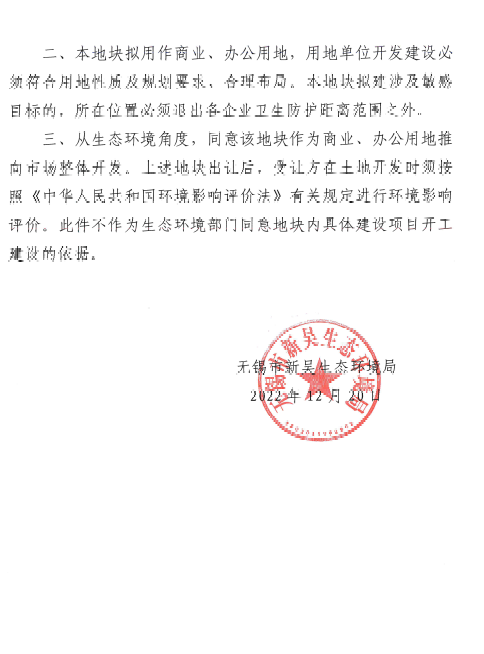 二、本地块拟用作商业、办公用地，用地单位开发建设必
须符合用地性质及规划要求，合理布局。本地块拟建涉及敏感
目标的，所在位置必须退出各企业卫生防护距离范围之外。
三、从生态环境角度，同意该地块作为商业、办公用地推
向市场整体开发。上述地块出让后，受让方在土地开发时须按
照《中华人民共和国环境影响评价法》有关规定进行环境影响
评价。此件不作为生态环境部门同意地块内具体建设项目开工
建设的依据。
无锡市新吴生态环境局
无锡市新吴生态环境局
2022年12月20日